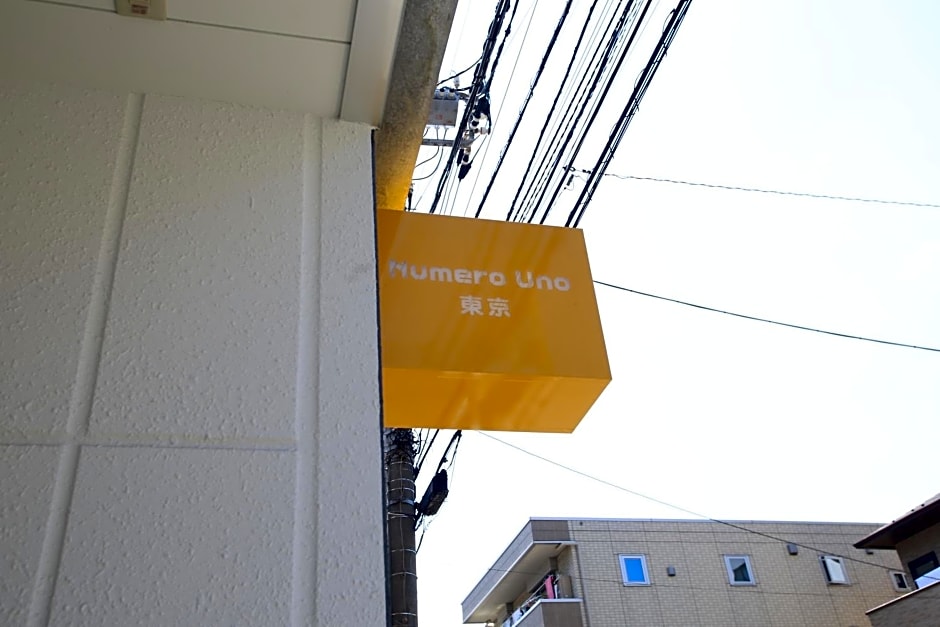 Numero Uno
東京